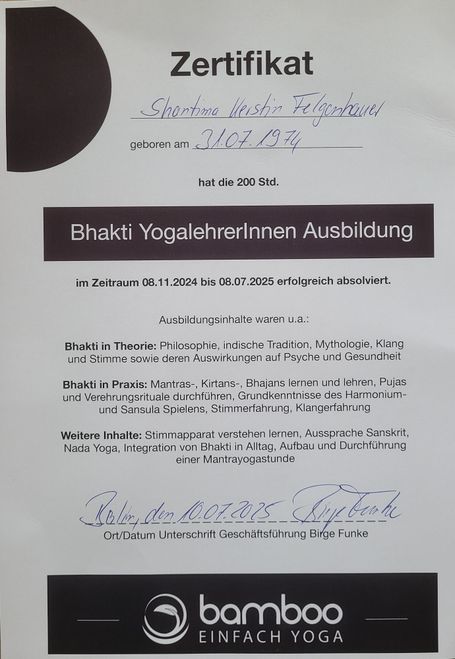 Zertifikat
Shantima Kerstin Felgenhauer
geboren am 31.07.1974
hat die 200 Std.
Bhakti YogalehrerInnen Ausbildung
im Zeitraum 08.11.2024 bis 08.07.2025 erfolgreich absolviert.
Ausbildungsinhalte waren u.a.:
Bhakti in Theorie: Philosophie, indische Tradition, Mythologie, Klang
und Stimme sowie deren Auswirkungen auf Psyche und Gesundheit
Bhakti in Praxis: Mantras-, Kirtans-, Bhajans lernen und lehren, Pujas
und Verehrungsrituale durchführen, Grundkenntnisse des Harmonium-
und Sansula Spielens, Stimmerfahrung, Klangerfahrung
Weitere Inhalte: Stimmapparat verstehen lernen, Aussprache Sanskrit,
Nada Yoga, Integration von Bhakti in Alltag, Aufbau und Durchführung
einer Mantrayogastunde
Berlin, den 10.07.2025 Birge Funke
Ort/Datum Unterschrift Geschäftsführung Birge Funke
bamboo
EINFACH YOGA